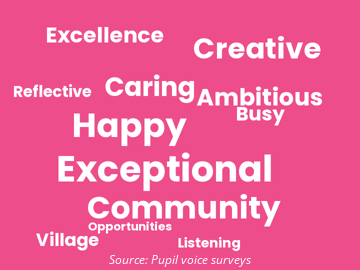 Excellence
Creative
Reflective
Caring
Ambitious
Busy
Happy
Exceptional
Community
Opportunities
Village
Listening
Source: Pupil voice surveys